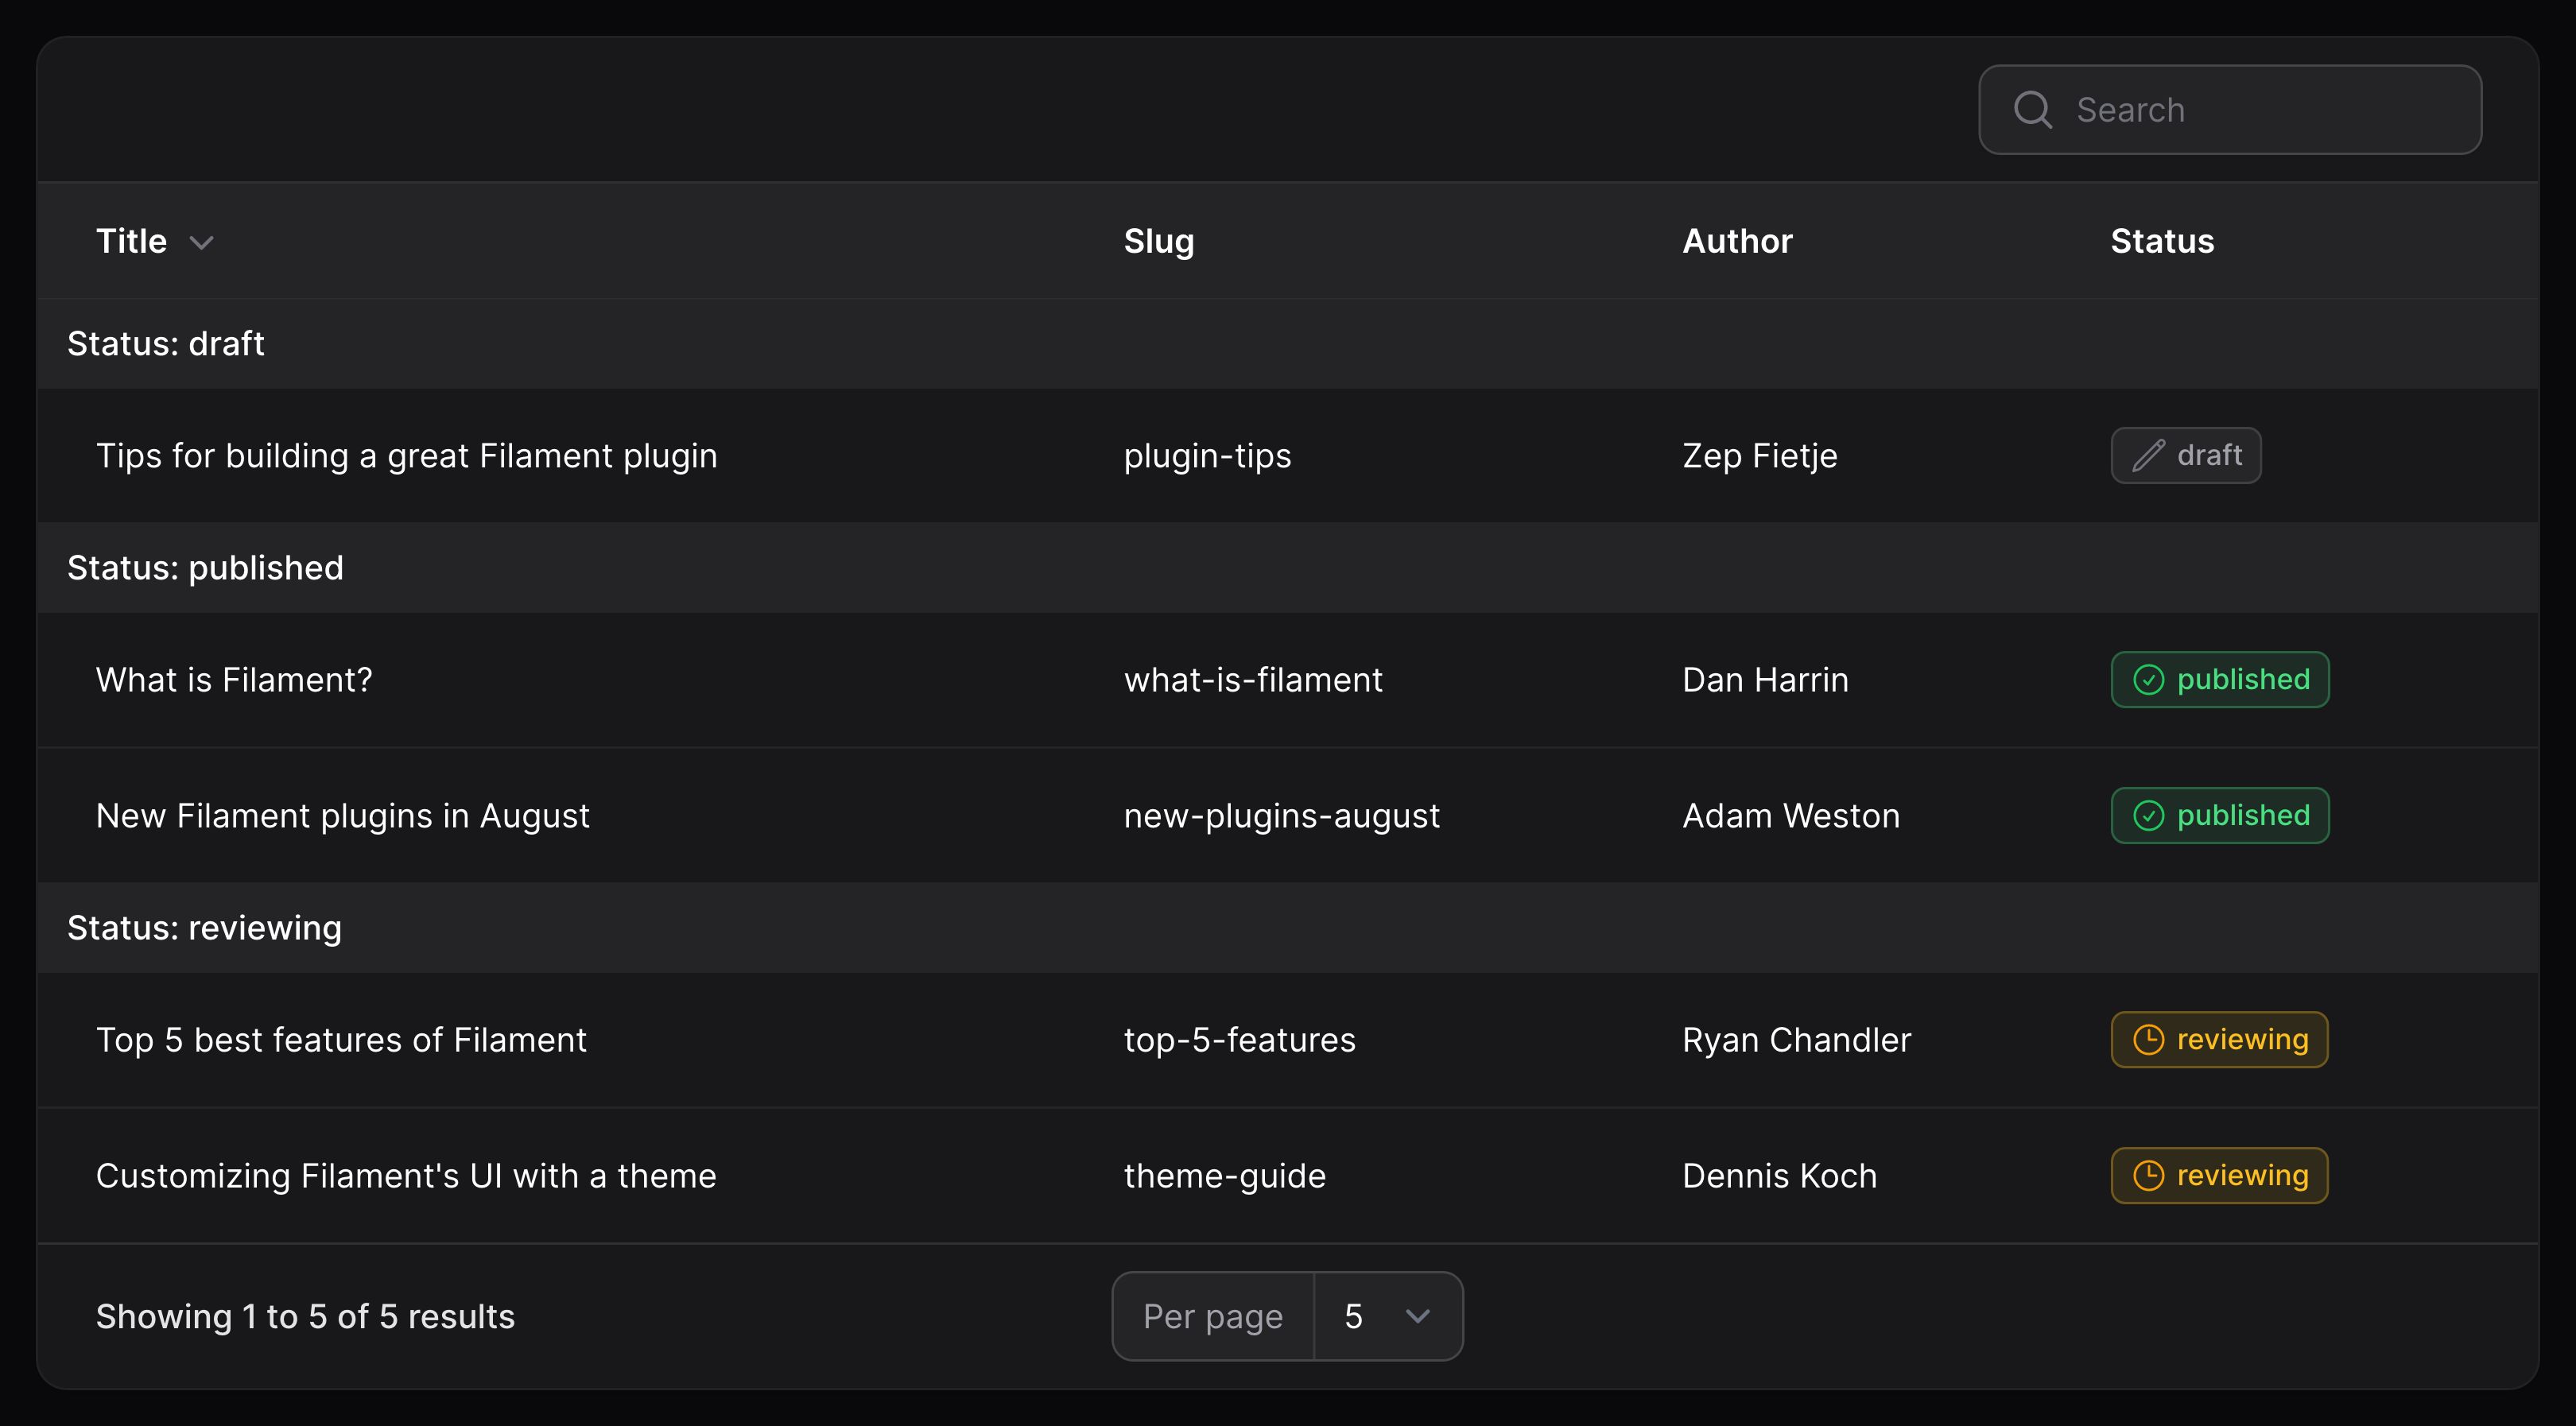 Search
Title Slug Author Status
Status: draft
Tips for building a great Filament plugin plugin-tips Zep Fietje draft
Status: published
What is Filament? what-is-filament Dan Harrin published
New Filament plugins in August new-plugins-august Adam Weston published
Status: reviewing
Top 5 best features of Filament top-5-features Ryan Chandler reviewing
Customizing Filament's UI with a theme theme-guide Dennis Koch reviewing
Showing 1 to 5 of 5 results Per page 5